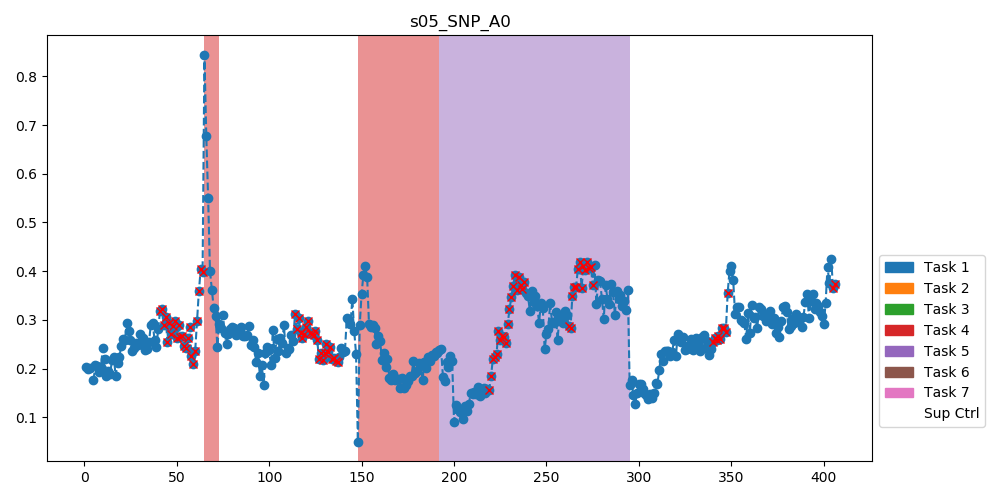 s05_SNP_A0
0.8
0.7
0.6
0.5
0.4
0.3
0.2
0.1
0 50 100 150 200 250 300 350 400
Task 1
Task 2
Task 3
Task 4
Task 5
Task 6
Task 7
Sup Ctrl